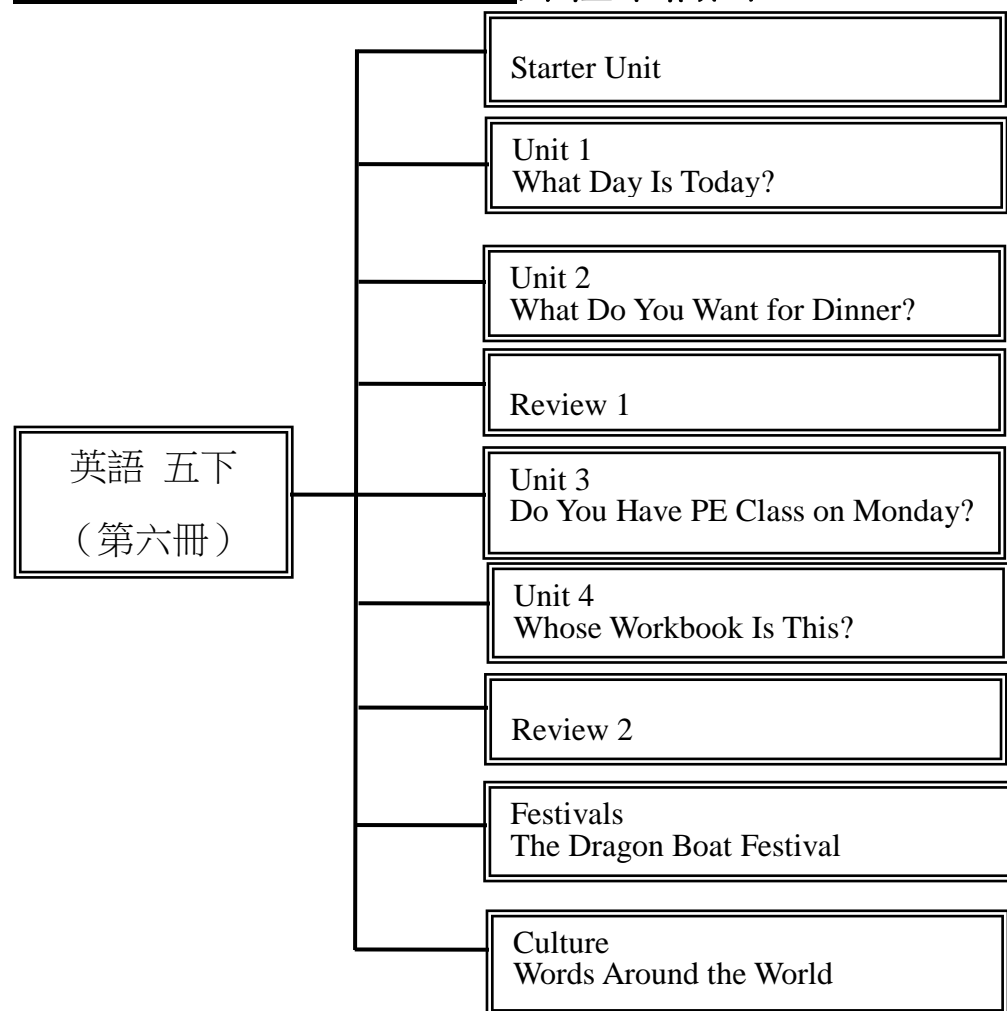 Starter Unit
Unit 1
What Day Is Today?
Unit 2
What Do You Want for Dinner?
Review 1
英語 五下
（第六冊）
Unit 3
Do You Have PE Class on Monday?
Unit 4
Whose Workbook Is This?
Review 2
Festivals
The Dragon Boat Festival
Culture
Words Around the World